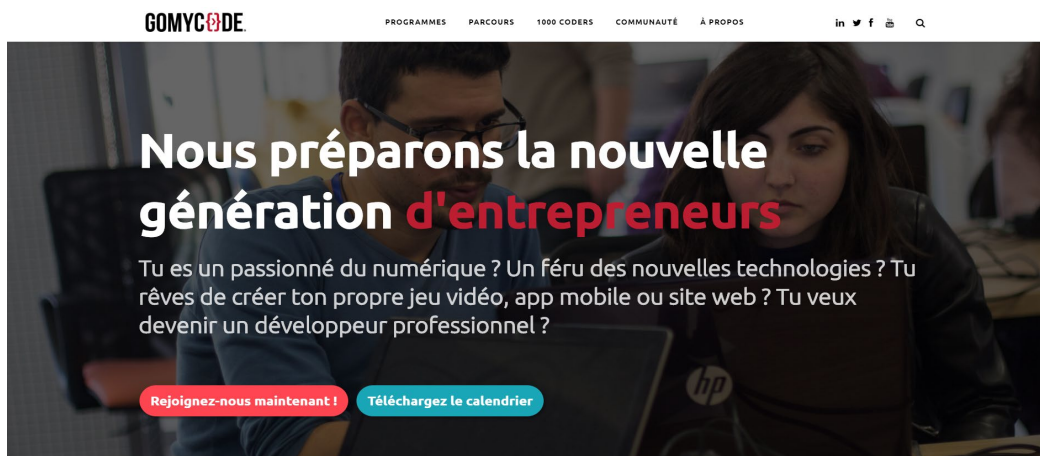 GOMYC{}DE.
PROGRAMMES PARCOURS 1000 CODERS COMMUNAUTÉ À PROPOS
Nous préparons la nouvelle
génération d'entrepreneurs
Tu es un passionné du numérique ? Un féru des nouvelles technologies ? Tu
rêves de créer ton propre jeu vidéo, app mobile ou site web ? Tu veux
devenir un développeur professionnel ?
hp
Rejoignez-nous maintenant !
Téléchargez le calendrier